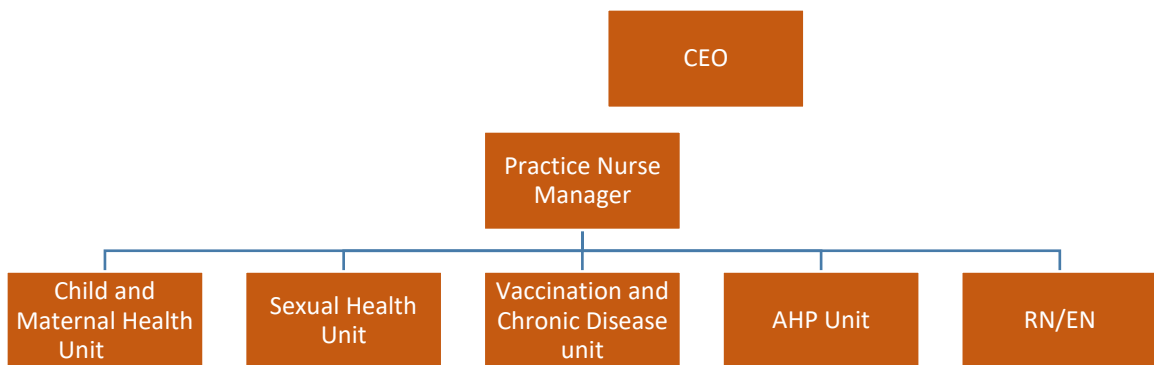 CEO
Practice Nurse
Manager
Child and
Maternal Health
Unit
Sexual Health
Unit
Vaccination and
Chronic Disease
unit
AHP Unit
RN/EN